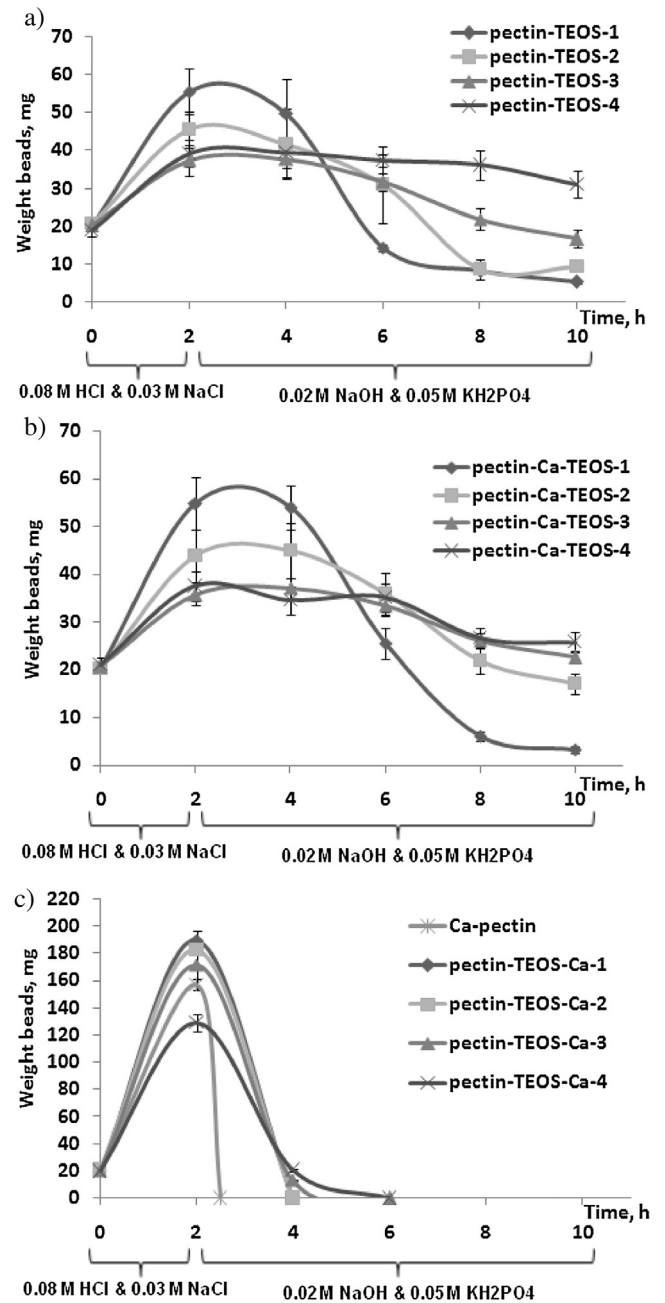 a)
pectin-TEOS-1
pectin-TEOS-2
pectin-TEOS-3
pectin-TEOS-4
Weight beads, mg
70
60
50
40
30
20
10
0
0 2 4 6 8 10
Time, h
0.08 M HCl & 0.03 M NaCl
0.02M NaOH & 0.05M KH2PO4
b)
pectin-Ca-TEOS-1
pectin-Ca-TEOS-2
pectin-Ca-TEOS-3
pectin-Ca-TEOS-4
Weight beads, mg
70
60
50
40
30
20
10
0
0 2 4 6 8 10
Time, h
0.08 M HCl & 0.03 M NaCl
0.02M NaOH & 0.05M KH2PO4
c)
Ca-pectin
pectin-TEOS-Ca-1
pectin-TEOS-Ca-2
pectin-TEOS-Ca-3
pectin-TEOS-Ca-4
Weight beads, mg
220
200
180
160
140
120
100
80
60
40
20
0
0 2 4 6 8 10
Time, h
0.08 M HCl & 0.03 M NaCl
0.02M NaOH & 0.05M KH2PO4